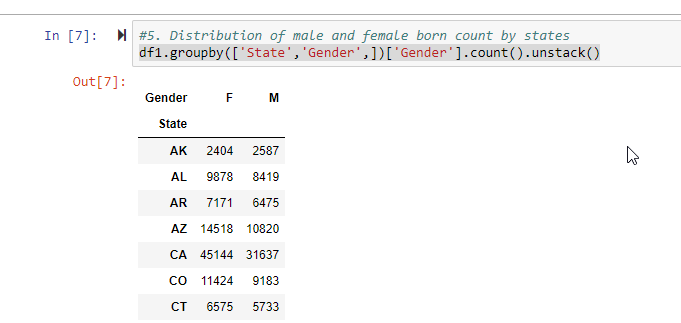 In [7]: #5. Distribution of male and female born count by states
df1.groupby(['State','Gender',])['Gender'].count().unstack()
Out[7]:
Gender F M
State
AK 2404 2587
AL 9878 8419
AR 7171 6475
AZ 14518 10820
CA 45144 31637
CO 11424 9183
CT 6575 5733